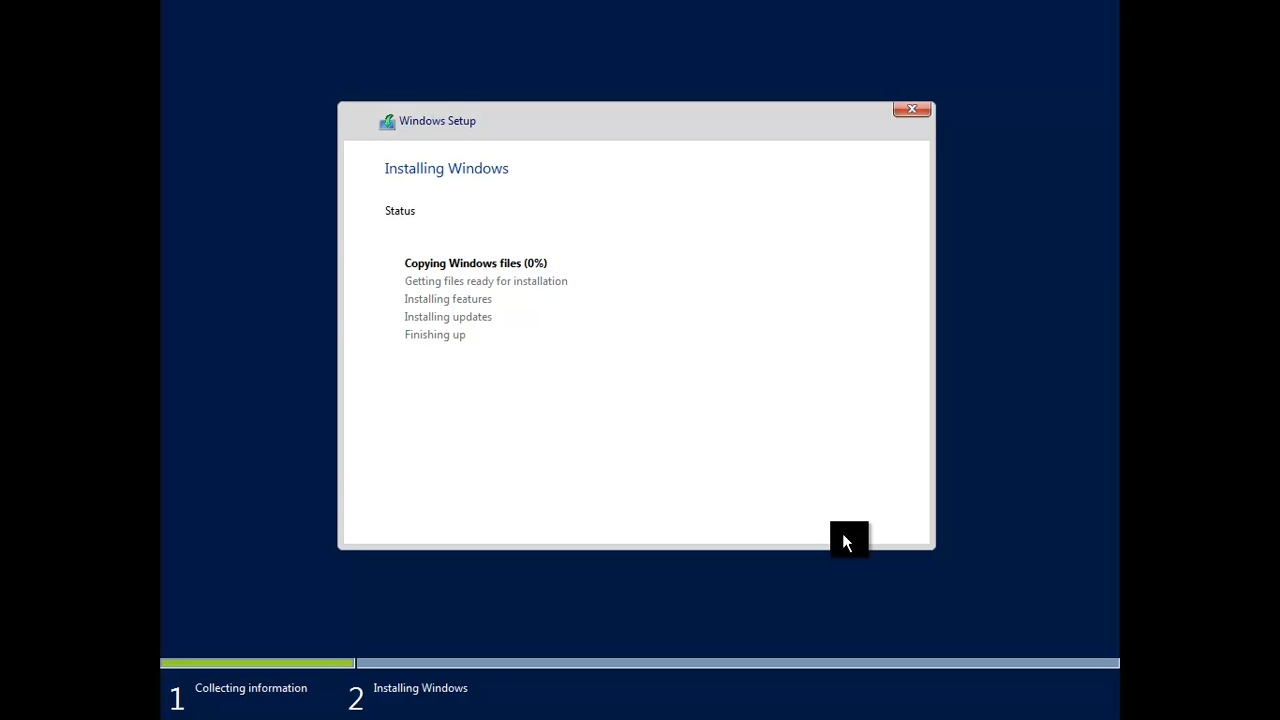 Windows Setup
Installing Windows
Status
Copying Windows files (0%)
Getting files ready for installation
Installing features
Installing updates
Finishing up
1 Collecting information
2 Installing Windows